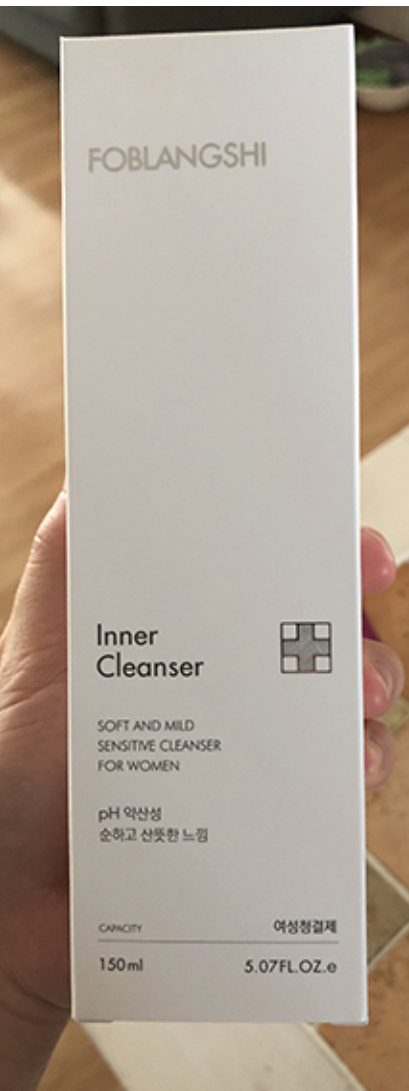 FOBLANGSHI
Inner
Cleanser
SOFT AND MILD
SENSITIVE CLEANSER
FOR WOMEN
pH 약산성
순하고 산뜻한 느낌
CAPACITY 여성청결제
150ml 5.07FL.OZ.e